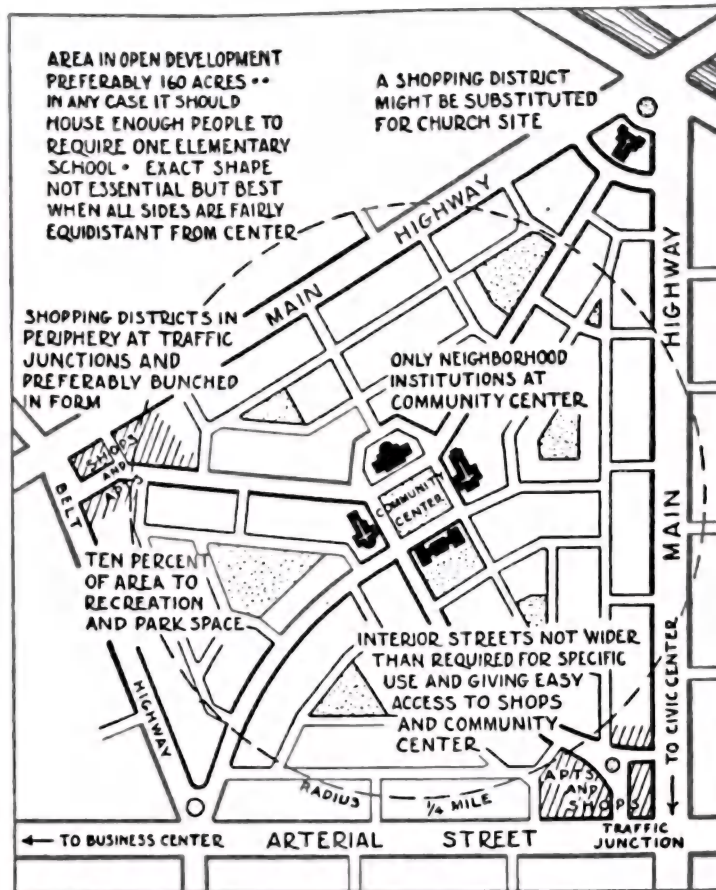 AREA IN OPEN DEVELOPMENT
PREFERABLY 160 ACRES ••
IN ANY CASE IT SHOULD
HOUSE ENOUGH PEOPLE TO
REQUIRE ONE ELEMENTARY
SCHOOL • EXACT SHAPE
NOT ESSENTIAL BUT BEST
WHEN ALL SIDES ARE FAIRLY
EQUIDISTANT FROM CENTER
A SHOPPING DISTRICT
MIGHT BE SUBSTITUTED
FOR CHURCH SITE
MAIN HIGHWAY
HIGHWAY
MAIN
SHOPPING DISTRICTS IN
PERIPHERY AT TRAFFIC
JUNCTIONS AND
PREFERABLY BUNCHED
IN FORM
ONLY NEIGHBORHOOD
INSTITUTIONS AT
COMMUNITY CENTER
SHOPS
AND
APTS
BELT
HIGHWAY
COMMUNITY
CENTER
TEN PERCENT
OF AREA TO
RECREATION
AND PARK SPACE
INTERIOR STREETS NOT WIDER
THAN REQUIRED FOR SPECIFIC
USE AND GIVING EASY
ACCESS TO SHOPS
AND COMMUNITY
CENTER
→ TO CIVIC CENTER
RADIUS 1/4 MILE
APTS
AND
SHOPS
TRAFFIC
JUNCTION
← TO BUSINESS CENTER ARTERIAL STREET